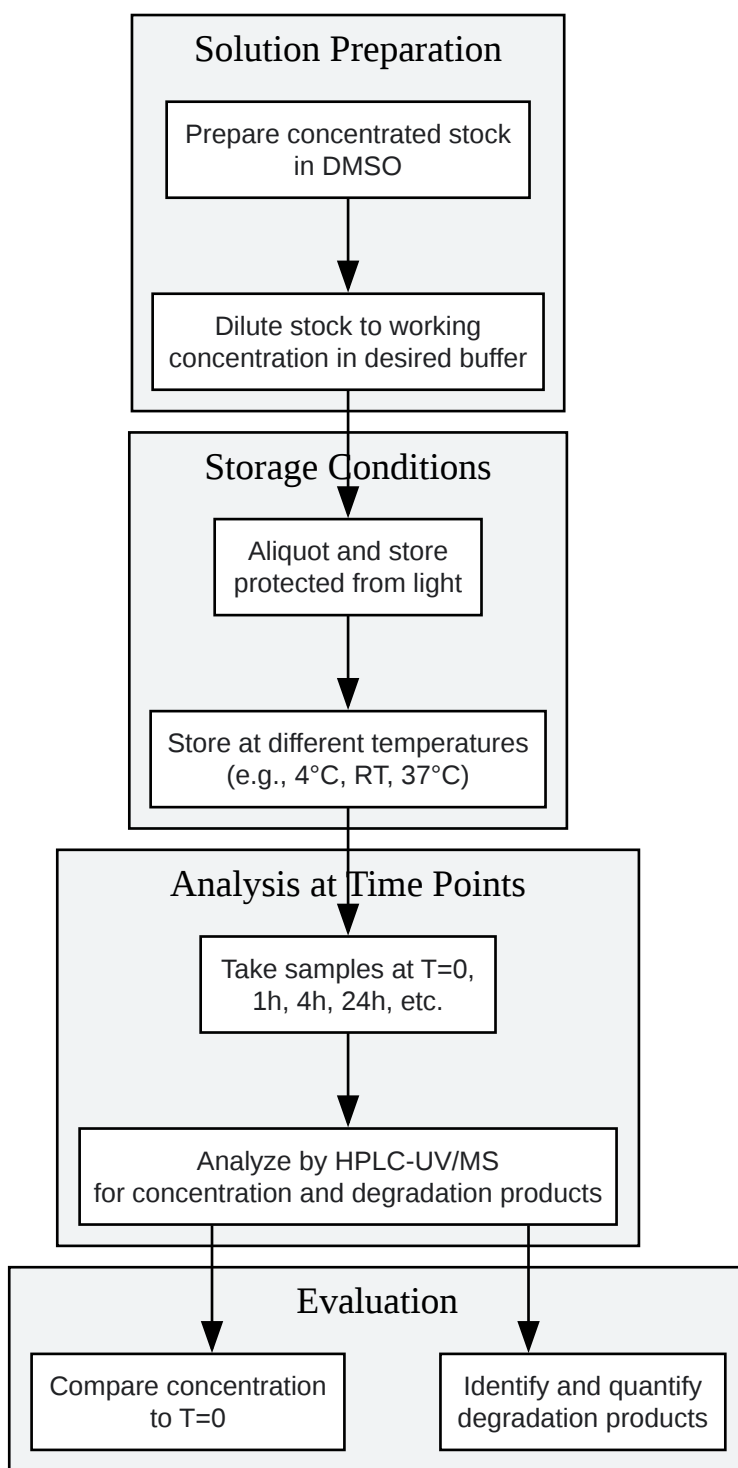 Solution Preparation
Prepare concentrated stock
in DMSO
Dilute stock to working
concentration in desired buffer
Storage Conditions
Aliquot and store
protected from light
Store at different temperatures
(e.g., 4°C, RT, 37°C)
Analysis at Time Points
Take samples at T=0,
1h, 4h, 24h, etc.
Analyze by HPLC-UV/MS
for concentration and degradation products
Evaluation
Compare concentration
to T=0
Identify and quantify
degradation products